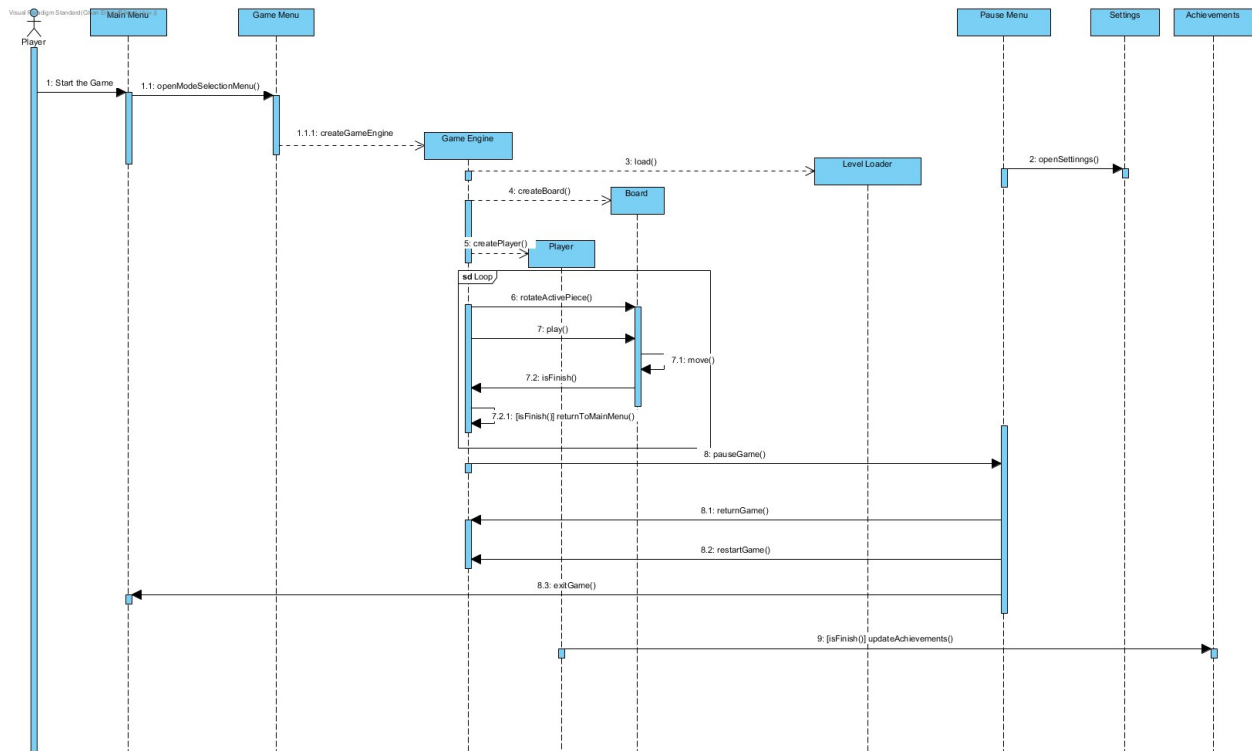 Visual Paradigm Standard
Player
Main Menu
Game Menu
Pause Menu
Settings
Achievements
1: Start the Game
1.1: openModeSelectionMenu()
1.1.1: createGameEngine
Game Engine
3: load()
Level Loader
2: openSettinngs()
4: createBoard()
Board
5: createPlayer()
Player
sd Loop
6: rotateActivePiece()
7: play()
7.1: move()
7.2: isFinish()
7.2.1: [isFinish()] returnToMainMenu()
8: pauseGame()
8.1: returnGame()
8.2: restartGame()
8.3: exitGame()
9: [isFinish()] updateAchievements()